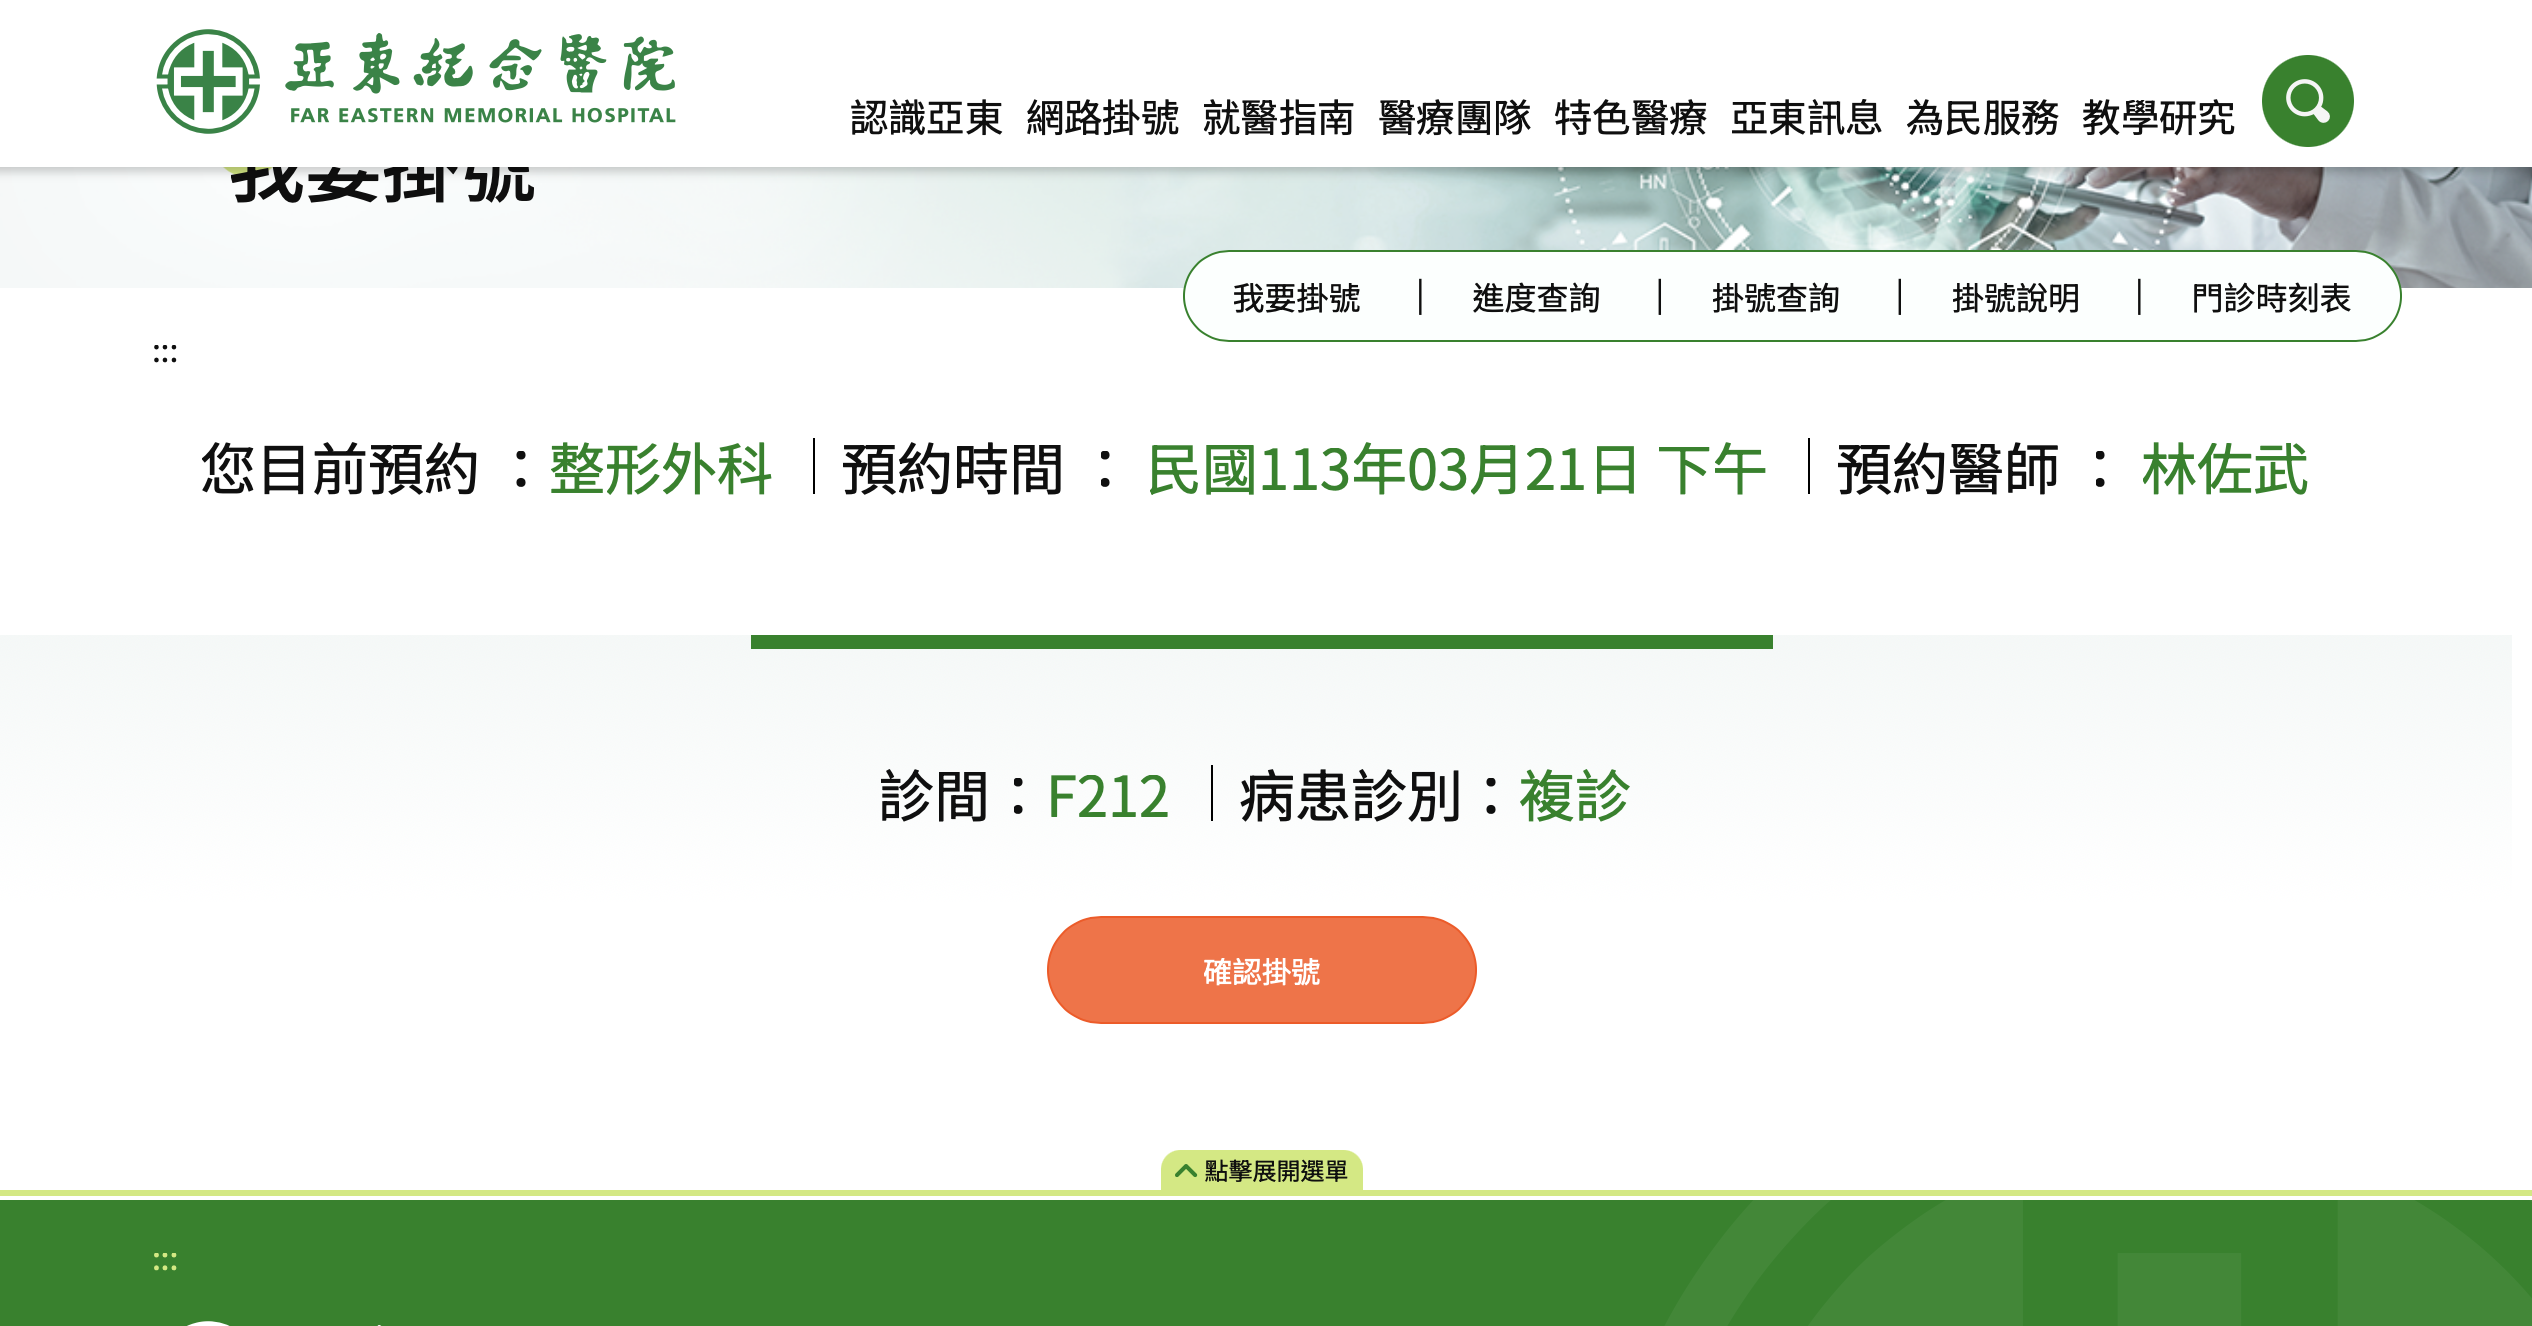 亞東紀念醫院
FAR EASTERN MEMORIAL HOSPITAL
認識亞東 網路掛號 就醫指南 醫療團隊 特色醫療 亞東訊息 為民服務 教學研究
我要掛號
HN
我要掛號 | 進度查詢 | 掛號查詢 | 掛號說明 | 門診時刻表
:::
您目前預約 ：整形外科 ｜預約時間 ： 民國113年03月21日 下午 ｜預約醫師 ： 林佐武
診間：F212 ｜病患診別：複診
確認掛號
點擊展開選單
:::